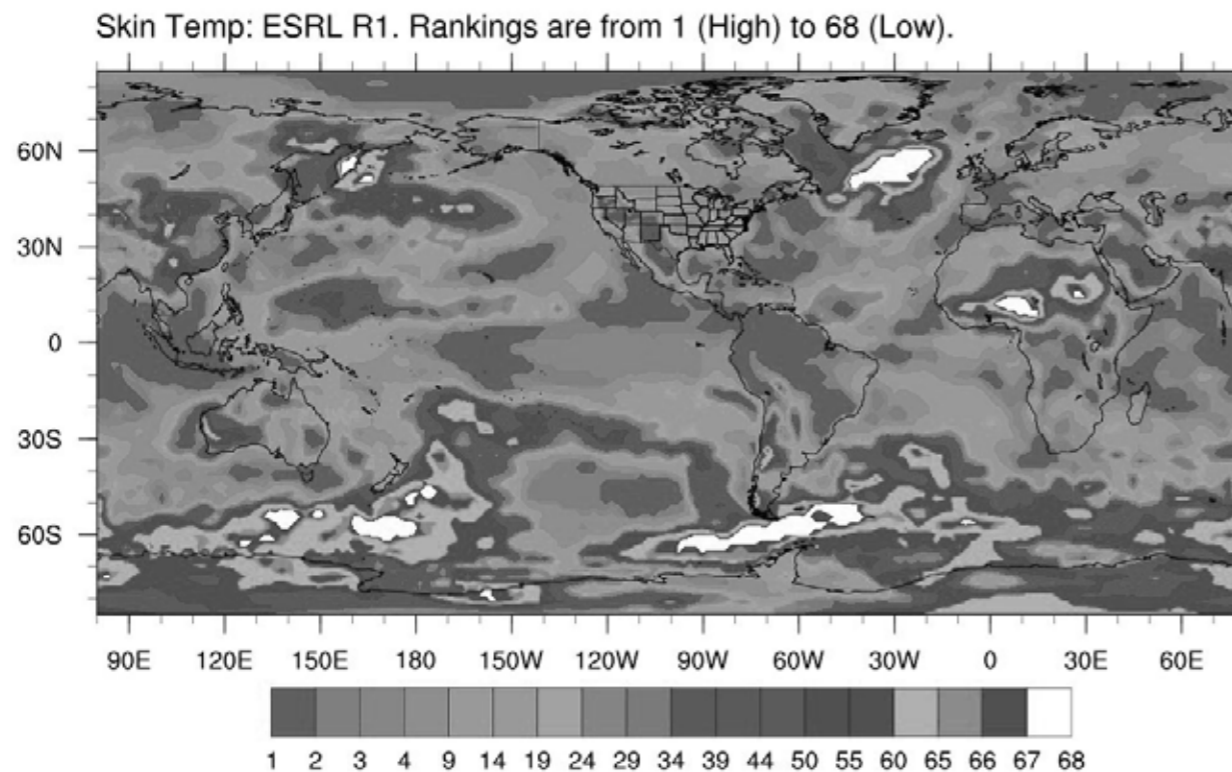 Skin Temp: ESRL R1. Rankings are from 1 (High) to 68 (Low).
60N
30N
0
30S
60S
90E 120E 150E 180 150W 120W 90W 60W 30W 0 30E 60E
1 2 3 4 9 14 19 24 29 34 39 44 50 55 60 65 66 67 68